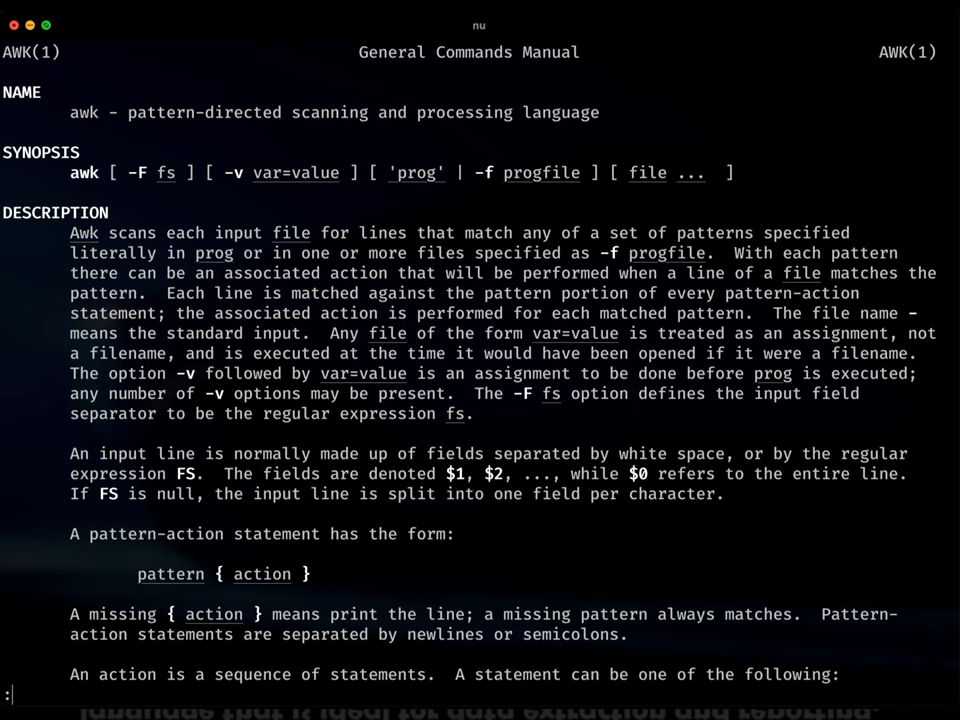 nu
AWK(1) General Commands Manual AWK(1)
NAME
awk – pattern-directed scanning and processing language
SYNOPSIS
awk [ -F fs ] [ -v var=value ] [ 'prog' | -f progfile ] [ file ... ]
DESCRIPTION
Awk scans each input file for lines that match any of a set of patterns specified
literally in prog or in one or more files specified as -f progfile. With each pattern
there can be an associated action that will be performed when a line of a file matches the
pattern. Each line is matched against the pattern portion of every pattern-action
statement; the associated action is performed for each matched pattern. The file name -
means the standard input. Any file of the form var=value is treated as an assignment, not
a filename, and is executed at the time it would have been opened if it were a filename.
The option -v followed by var=value is an assignment to be done before prog is executed;
any number of -v options may be present. The -F fs option defines the input field
separator to be the regular expression fs.
An input line is normally made up of fields separated by white space, or by the regular
expression FS. The fields are denoted $1, $2, ..., while $0 refers to the entire line.
If FS is null, the input line is split into one field per character.
A pattern-action statement has the form:
pattern { action }
A missing { action } means print the line; a missing pattern always matches. Pattern-
action statements are separated by newlines or semicolons.
An action is a sequence of statements. A statement can be one of the following:
: